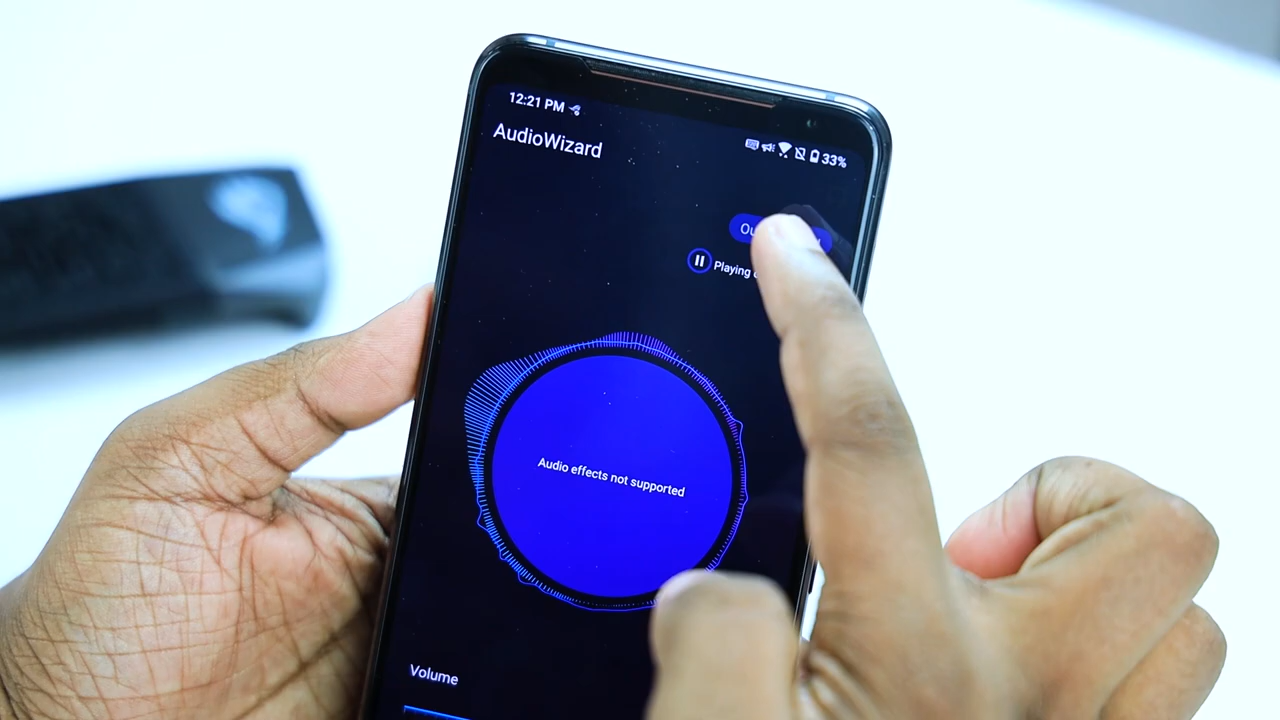 12:21 PM
33%
AudioWizard
Playing
Audio effects not supported
Volume